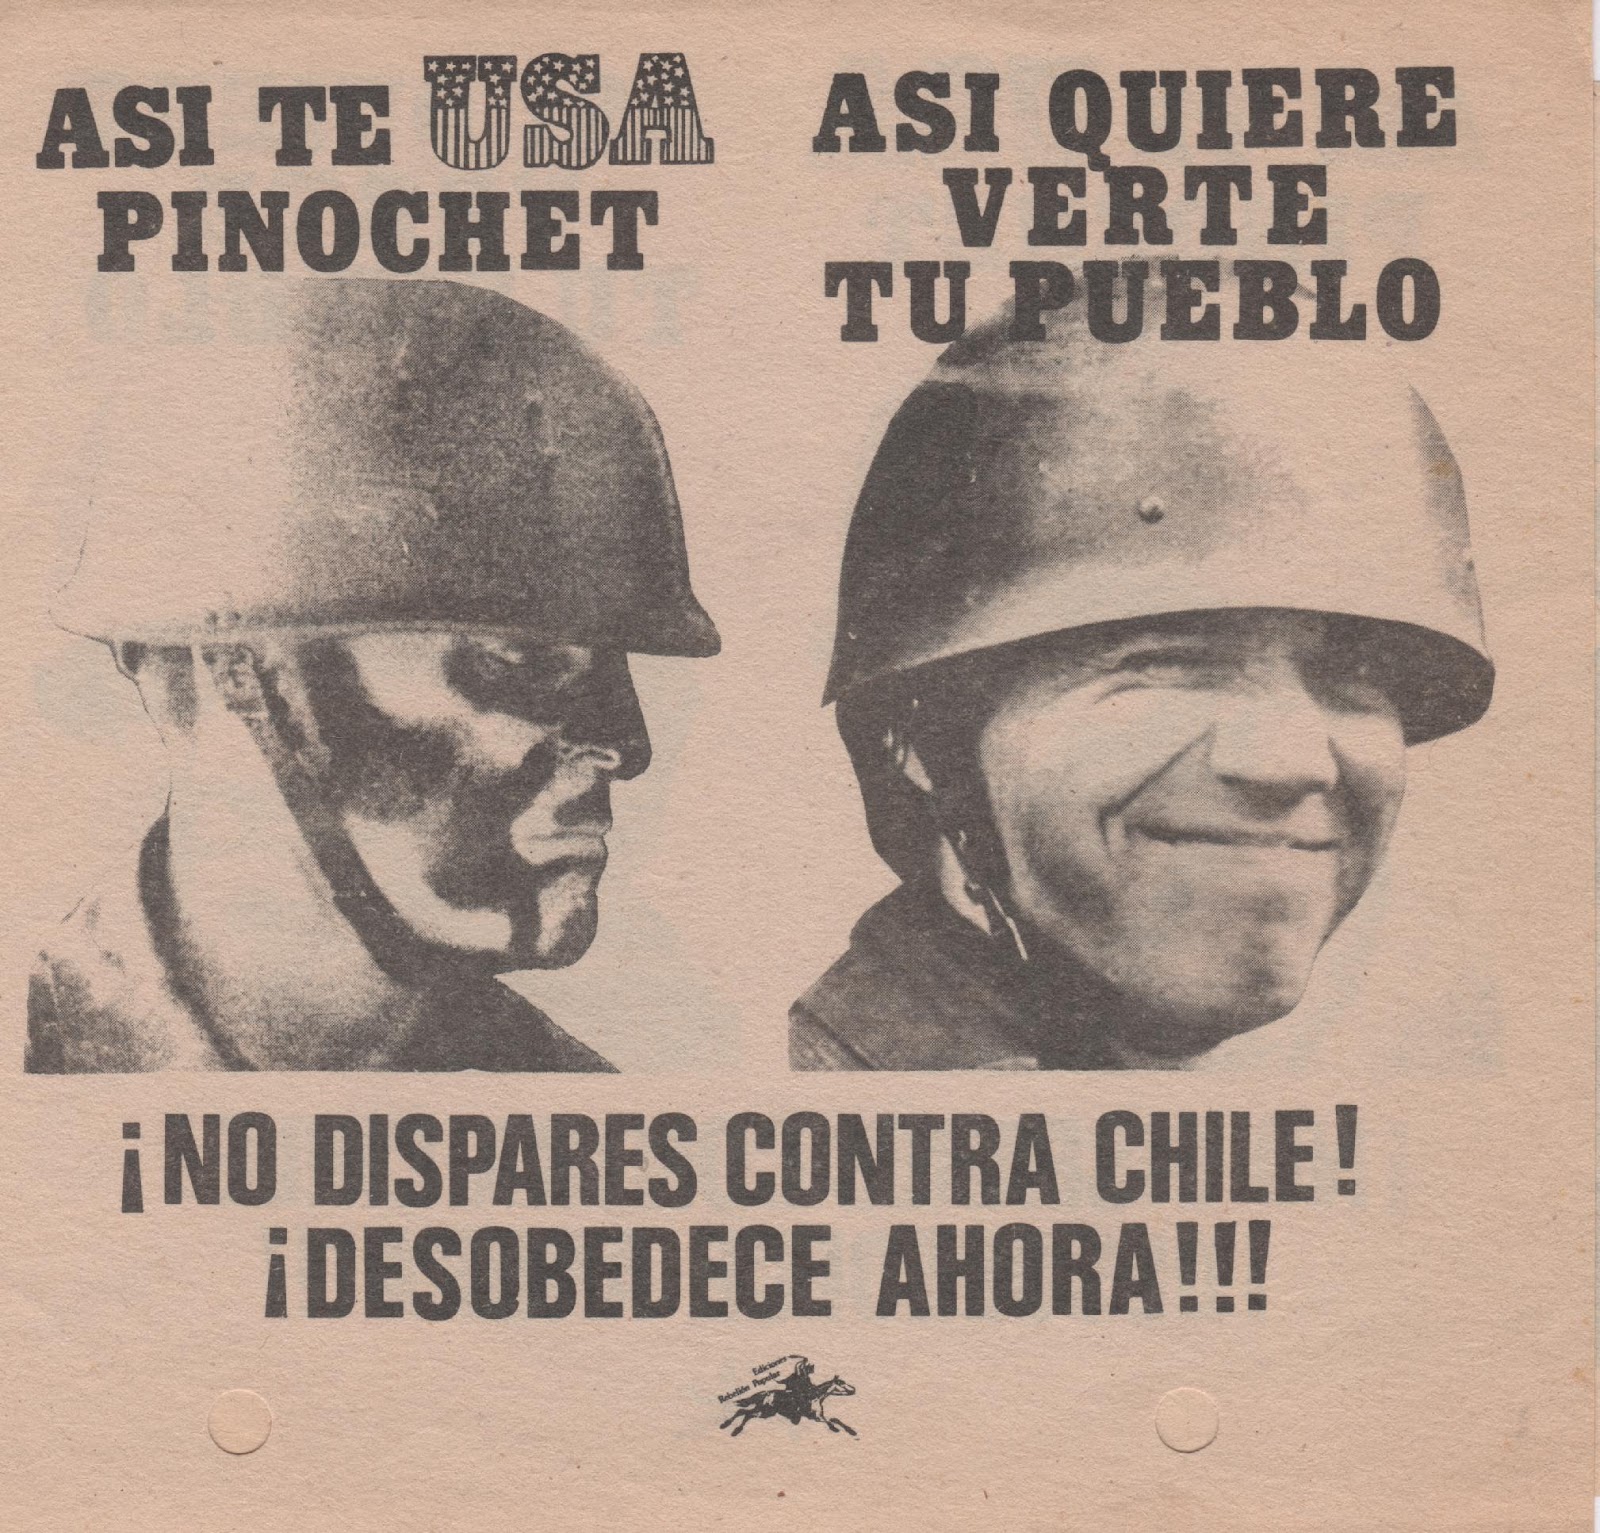 ASI TE USA
PINOCHET
ASI QUIERE
VERTE
TU PUEBLO
¡NO DISPARES CONTRA CHILE!
¡DESOBEDECE AHORA!!!
Ediciones
Rebelión Popular